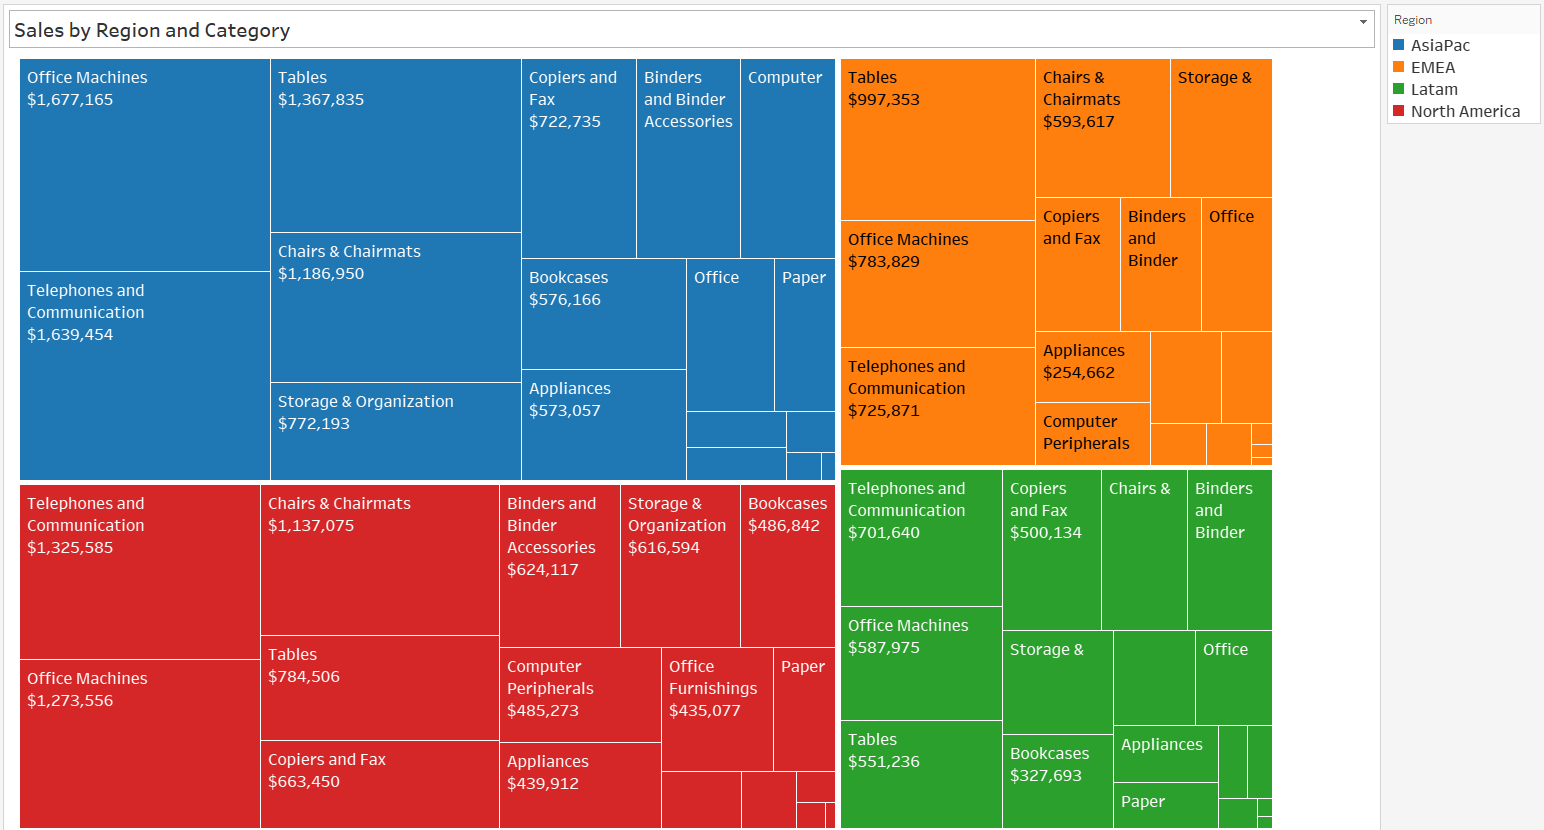 Sales by Region and Category
Region
AsiaPac
EMEA
Latam
North America
Office Machines
$1,677,165
Telephones and
Communication
$1,639,454
Tables
$1,367,835
Chairs & Chairmats
$1,186,950
Storage & Organization
$772,193
Copiers and
Fax
$722,735
Binders
and Binder
Accessories
Computer
Bookcases
$576,166
Appliances
$573,057
Office
Paper
Tables
$997,353
Office Machines
$783,829
Telephones and
Communication
$725,871
Chairs &
Chairmats
$593,617
Storage &
Copiers
and Fax
Binders
and
Binder
Office
Appliances
$254,662
Computer
Peripherals
Telephones and
Communication
$1,325,585
Office Machines
$1,273,556
Chairs & Chairmats
$1,137,075
Tables
$784,506
Copiers and Fax
$663,450
Binders and
Binder
Accessories
$624,117
Storage &
Organization
$616,594
Bookcases
$486,842
Computer
Peripherals
$485,273
Appliances
$439,912
Office
Furnishings
$435,077
Paper
Telephones and
Communication
$701,640
Office Machines
$587,975
Tables
$551,236
Copiers
and Fax
$500,134
Chairs &
Binders
and
Binder
Storage &
Bookcases
$327,693
Office
Appliances
Paper